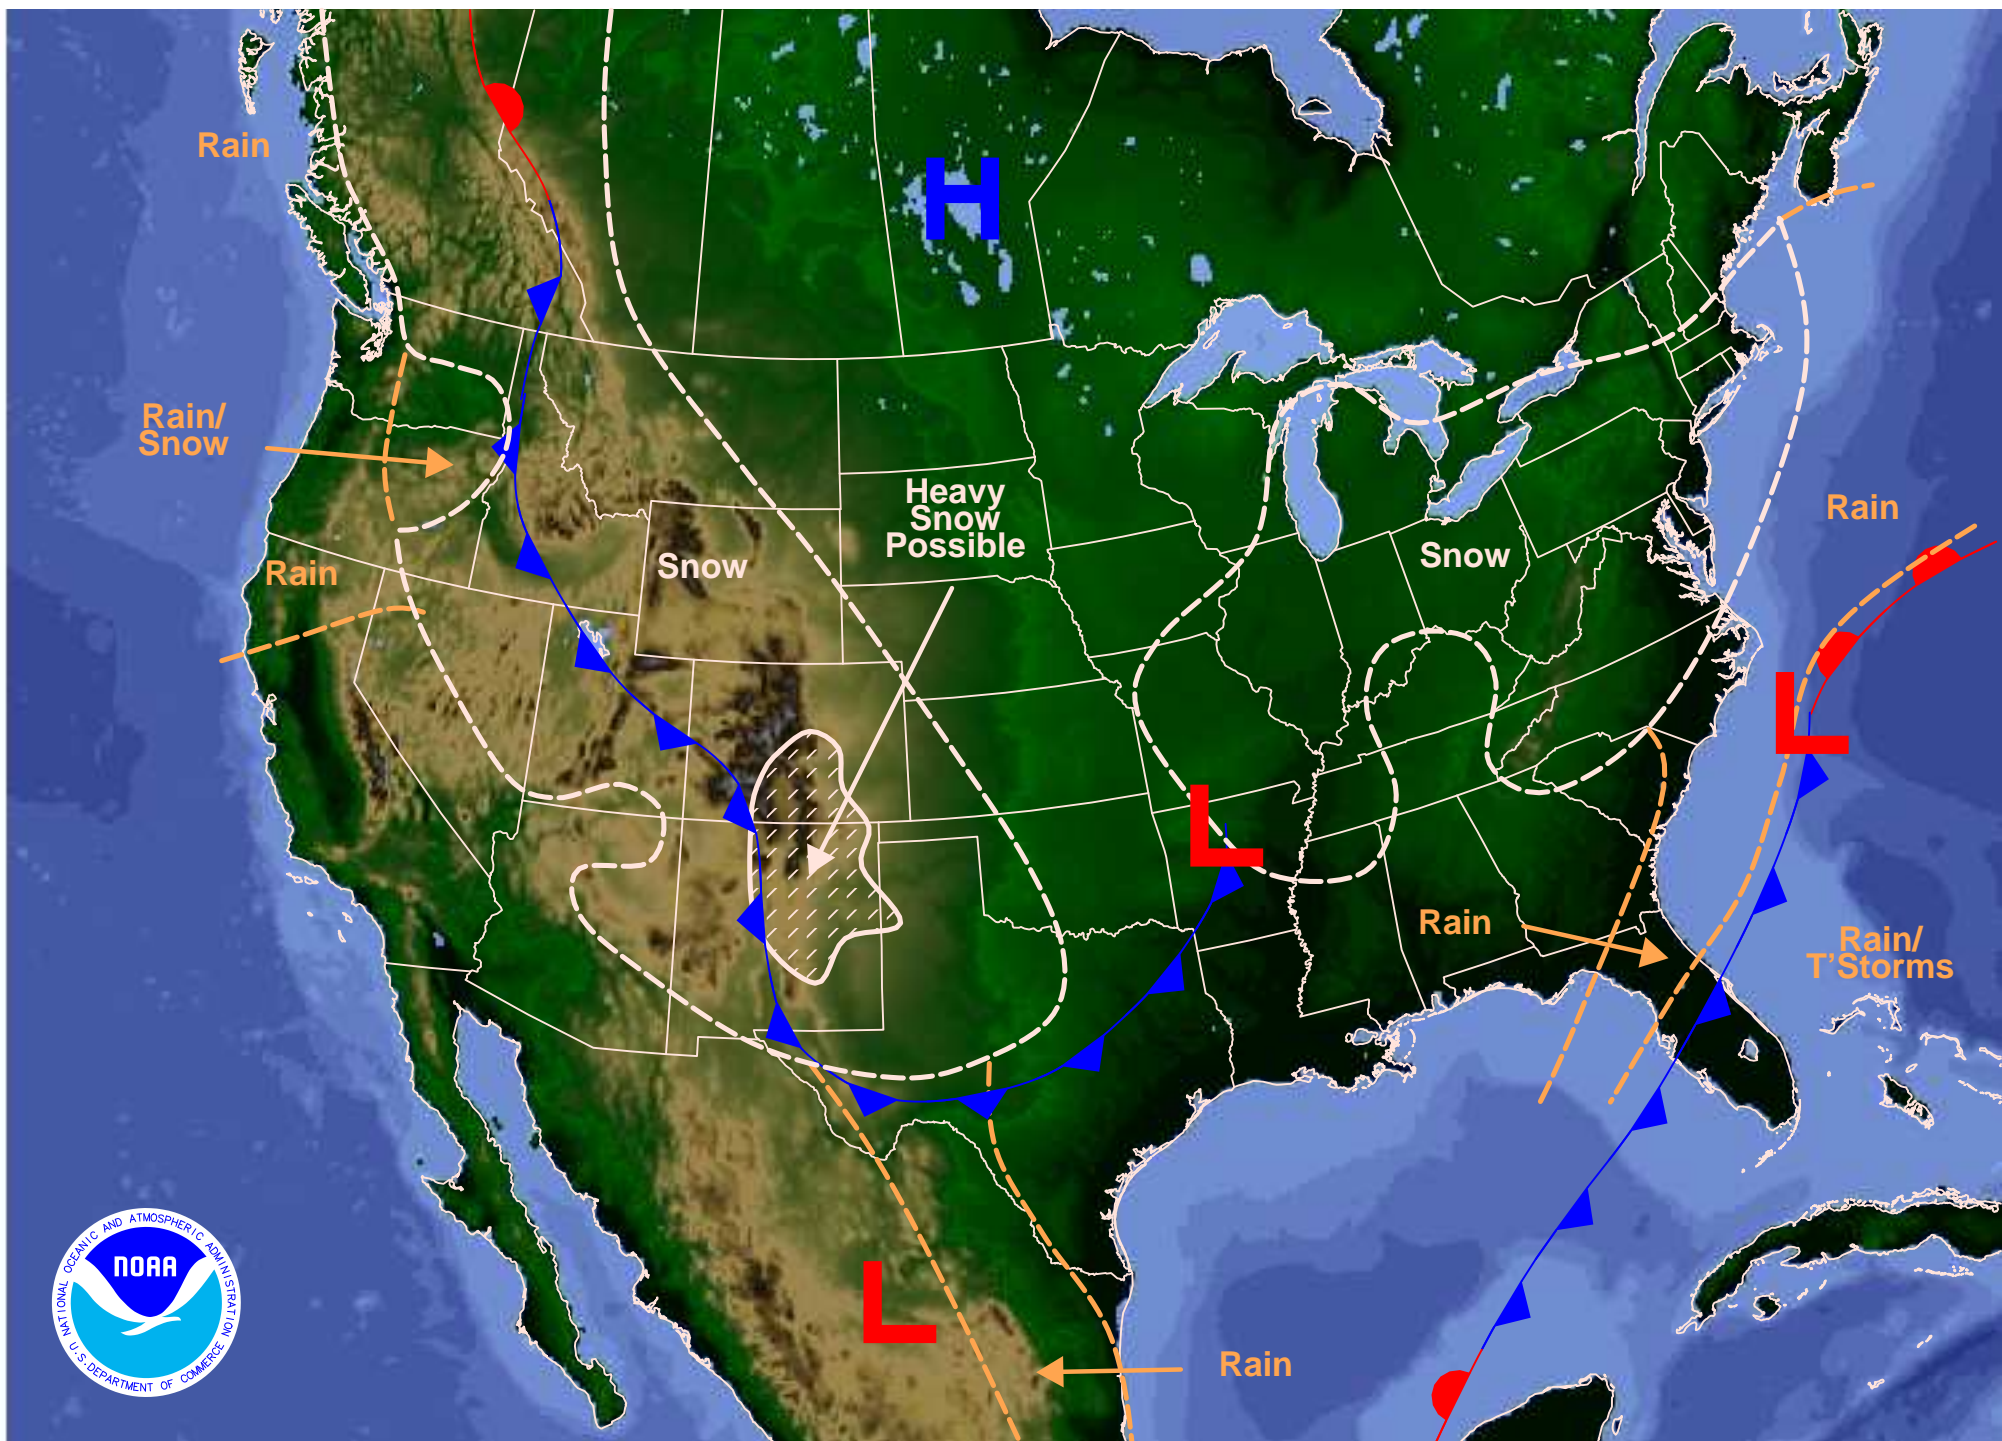 Rain
H
Rain/
Snow
Heavy
Snow
Possible
Snow
Snow
Rain
Rain
L
L
Rain
Rain/
T'Storms
L
Rain
NATIONAL OCEANIC AND ATMOSPHERIC ADMINISTRATION
NOAA
U.S. DEPARTMENT OF COMMERCE